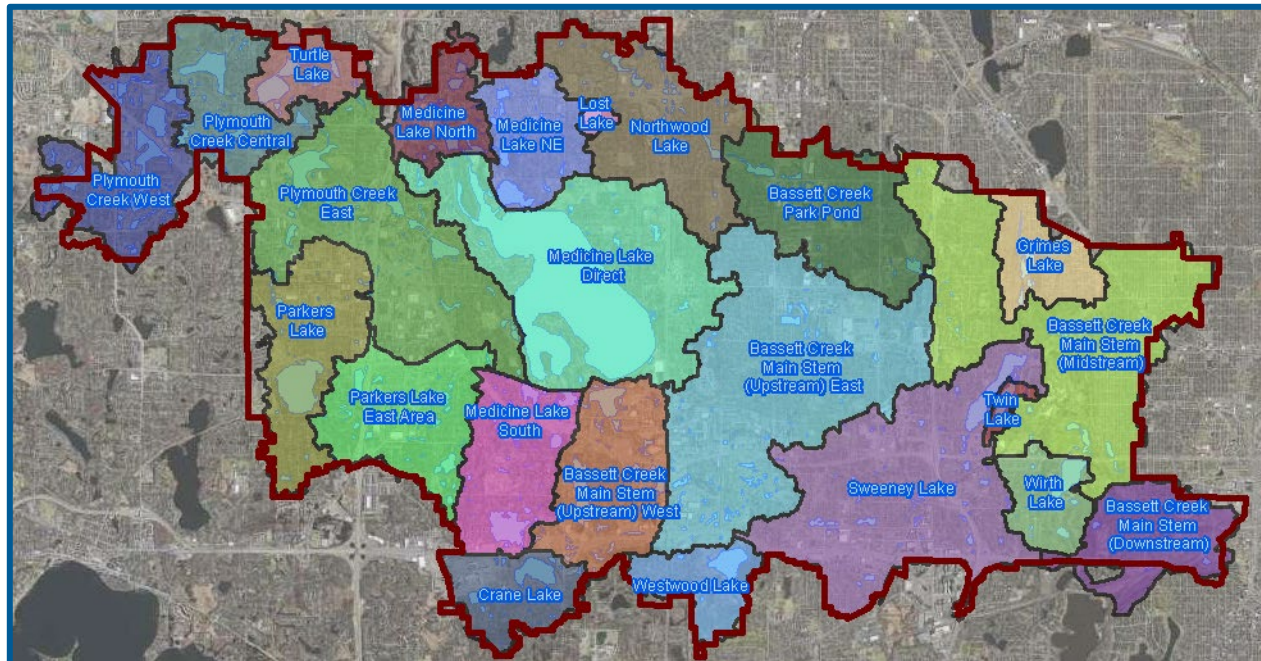 Turtle
Lake
Plymouth
Creek Central
Plymouth
Creek West
Medicine
Lake North
Medicine
Lake NE
Lost
Lake
Northwood
Lake
Plymouth Creek
East
Bassett Creek
Park Pond
Medicine Lake
Direct
Grimes
Lake
Parkers
Lake
Bassett Creek
Main Stem
(Upstream) East
Bassett Creek
Main Stem
(Midstream)
Parkers Lake
East Area
Medicine Lake
South
Twin
Lake
Bassett Creek
Main Stem
(Upstream) West
Sweeney Lake
Wirth
Lake
Bassett Creek
Main Stem
(Downstream)
Crane Lake
Westwood Lake